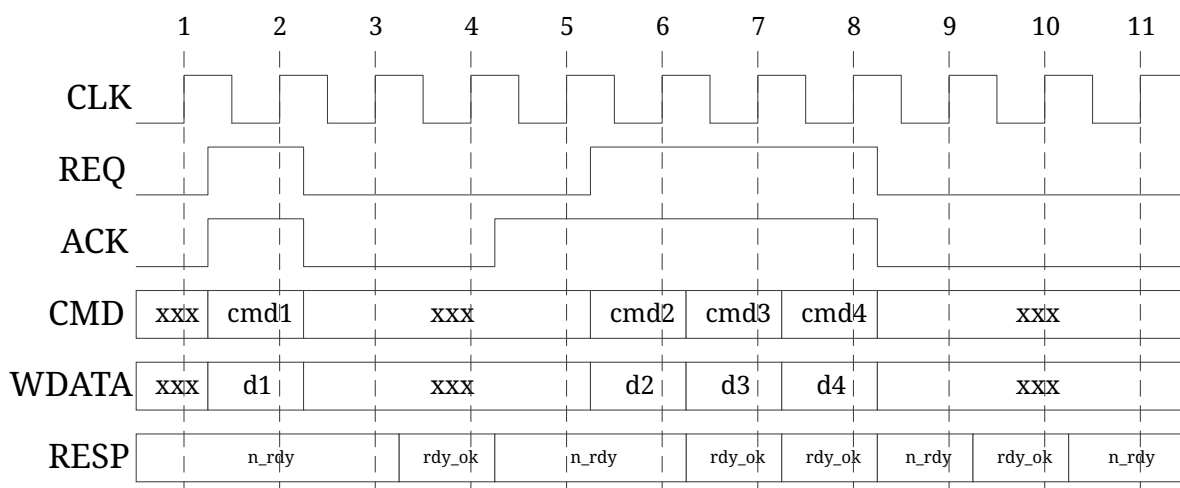 1 2 3 4 5 6 7 8 9 10 11
CLK
REQ
ACK
CMD xxx cmd1 xxx cmd2 cmd3 cmd4 xxx
WDATA xxx d1 xxx d2 d3 d4 xxx
RESP n_rdy rdy_ok n_rdy rdy_ok rdy_ok n_rdy rdy_ok n_rdy